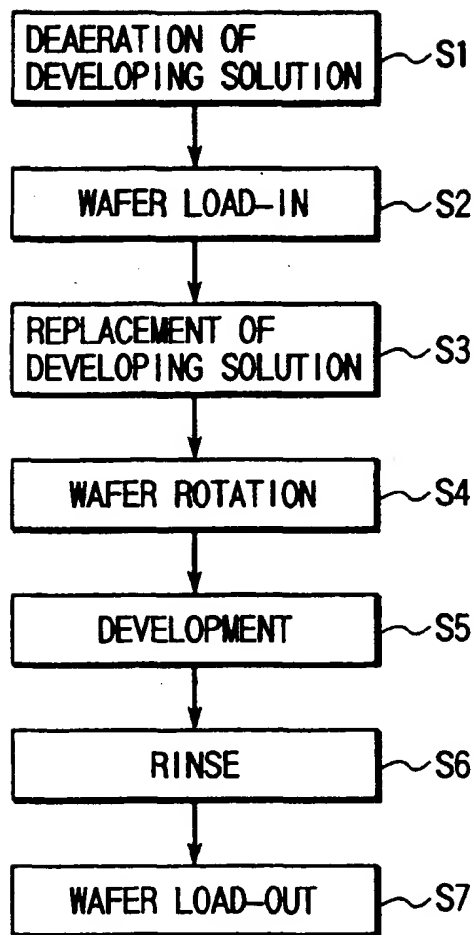 DEAERATION OF
DEVELOPING SOLUTION
S1
WAFER LOAD-IN
S2
REPLACEMENT OF
DEVELOPING SOLUTION
S3
WAFER ROTATION
S4
DEVELOPMENT
S5
RINSE
S6
WAFER LOAD-OUT
S7